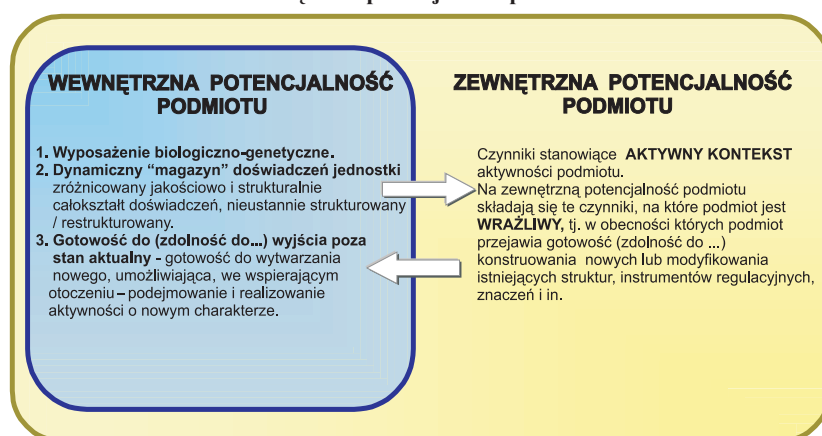 WEWNĘTRZNA POTENCJALNOŚĆ
PODMIOTU
1. Wyposażenie biologiczno-genetyczne.
2. Dynamiczny “magazyn” doświadczeń jednostki
zróżnicowany jakościowo i strukturalnie
całokształt doświadczeń, nieustannie strukturowany
/ restrukturowany.
3. Gotowość do (zdolność do...) wyjścia poza
stan aktualny - gotowość do wytwarzania
nowego, umożliwiająca, we wspierającym
otoczeniu – podejmowanie i realizowanie
aktywności o nowym charakterze.
ZEWNĘTRZNA POTENCJALNOŚĆ
PODMIOTU
Czynniki stanowiące AKTYWNY KONTEKST
aktywności podmiotu.
Na zewnętrzną potencjalność podmiotu
składają się te czynniki, na które podmiot jest
WRAŻLIWY, tj. w obecności których podmiot
przejawia gotowość (zdolność do ...)
konstruowania nowych lub modyfikowania
istniejących struktur, instrumentów regulacyjnych,
znaczeń i in.